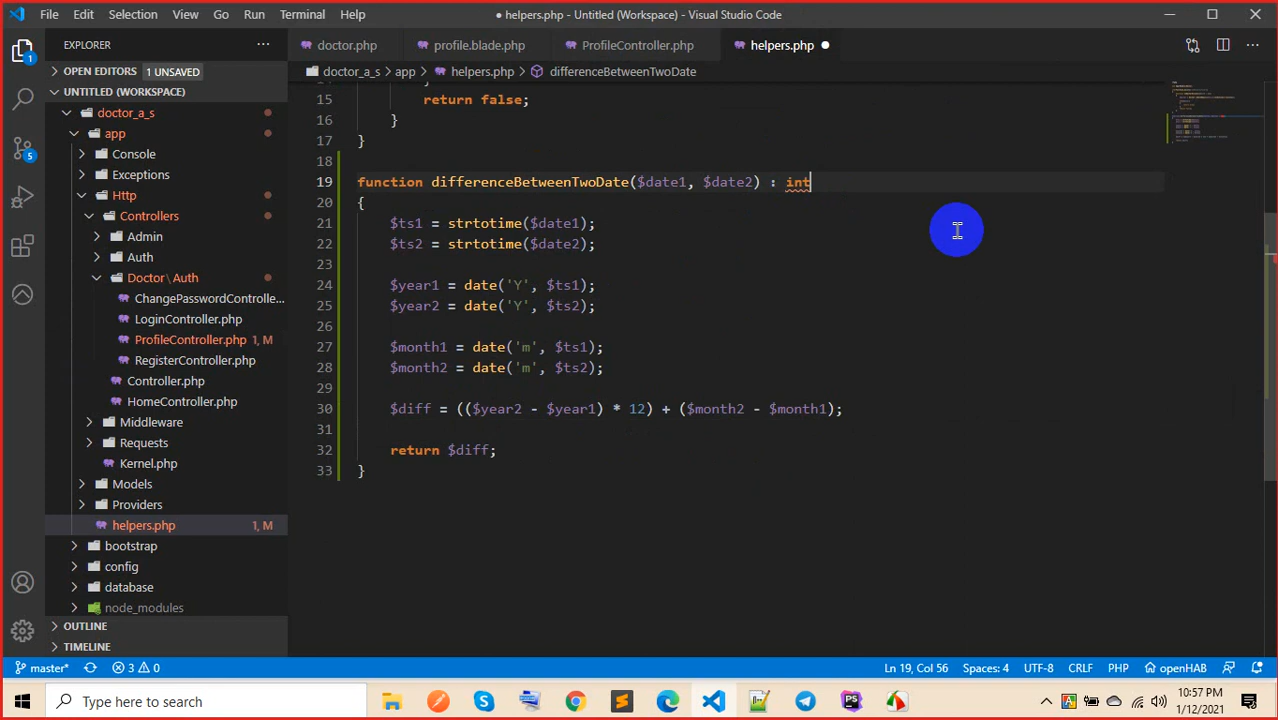 File Edit Selection View Go Run Terminal Help
● helpers.php - Untitled (Workspace) - Visual Studio Code
EXPLORER
OPEN EDITORS 1 UNSAVED
UNTITLED (WORKSPACE)
doctor_a_s
app
Console
Exceptions
Http
Controllers
Admin
Auth
Doctor\Auth
ChangePasswordControlle...
LoginController.php
ProfileController.php 1, M
RegisterController.php
Controller.php
HomeController.php
Middleware
Requests
Kernel.php
Models
Providers
helpers.php 1, M
bootstrap
config
database
node_modules
OUTLINE
TIMELINE
doctor.php profile.blade.php ProfileController.php helpers.php
doctor_a_s > app > helpers.php > differenceBetweenTwoDate
15 return false;
16 }
17 }
18
19 function differenceBetweenTwoDate($date1, $date2) : int
20 {
21 $ts1 = strtotime($date1);
22 $ts2 = strtotime($date2);
23
24 $year1 = date('Y', $ts1);
25 $year2 = date('Y', $ts2);
26
27 $month1 = date('m', $ts1);
28 $month2 = date('m', $ts2);
29
30 $diff = (($year2 - $year1) * 12) + ($month2 - $month1);
31
32 return $diff;
33 }
1
5
master* 3 0 Ln 19, Col 56 Spaces: 4 UTF-8 CRLF PHP openHAB
Type here to search
10:57 PM
1/12/2021